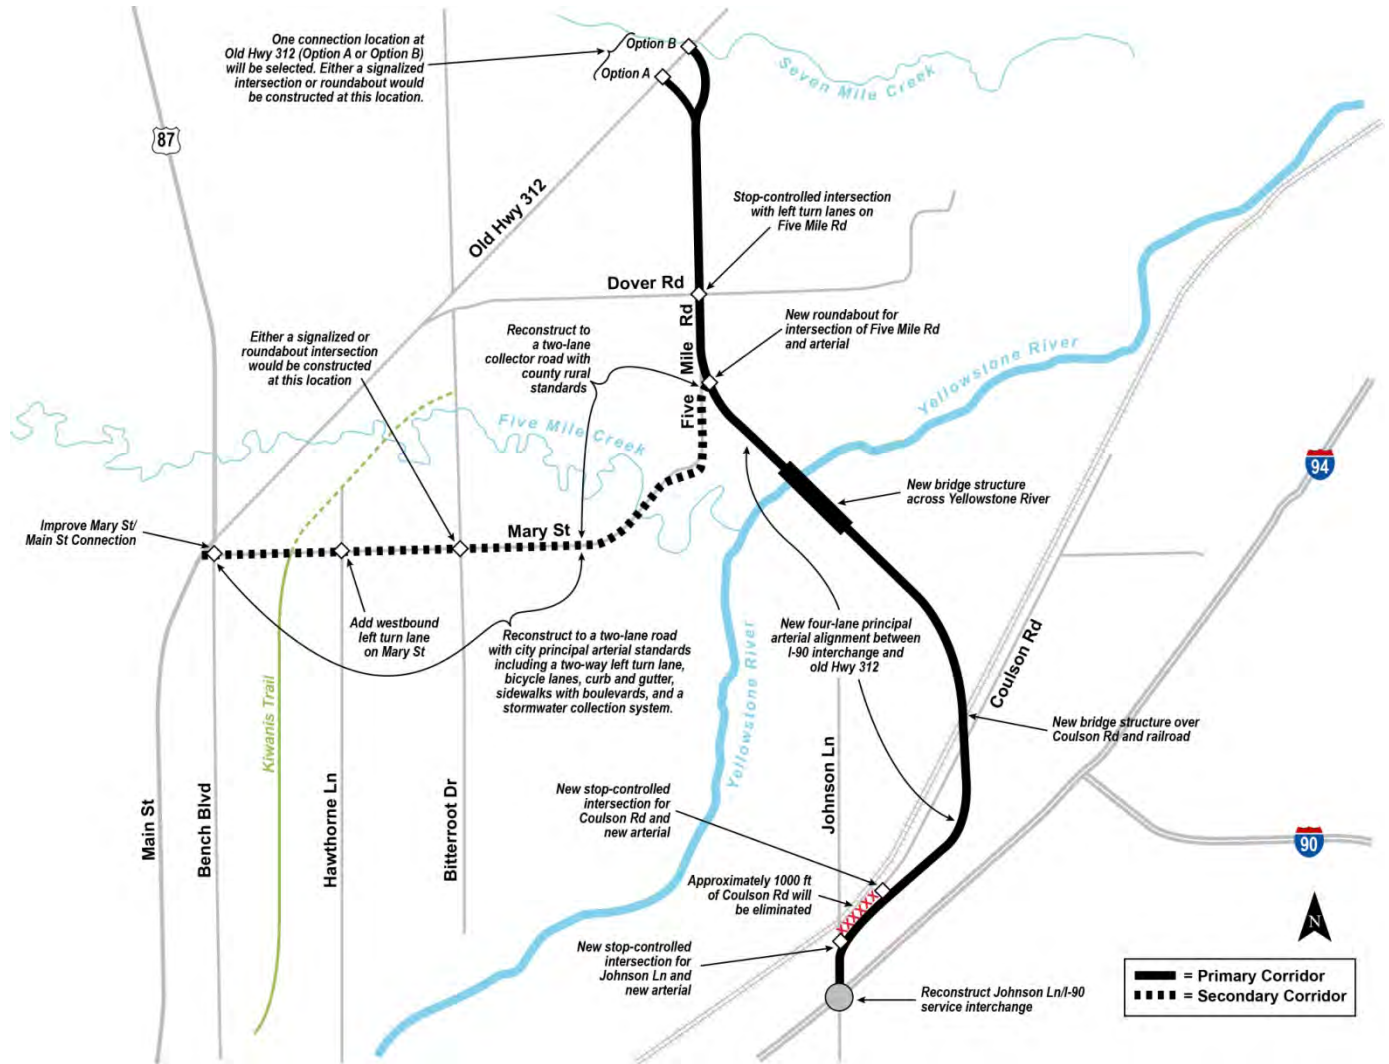 One connection location at
Old Hwy 312 (Option A or Option B)
will be selected. Either a signalized
intersection or roundabout would
be constructed at this location.
Option B
Option A
Seven Mile Creek
87
Old Hwy 312
Stop-controlled intersection
with left turn lanes on
Five Mile Rd
Dover Rd
Five Mile Rd
New roundabout for
intersection of Five Mile Rd
and arterial
Either a signalized or
roundabout intersection
would be constructed
at this location
Reconstruct to
a two-lane
collector road with
county rural
standards
Yellowstone River
Five Mile Creek
94
New bridge structure
across Yellowstone River
Improve Mary St/
Main St Connection
Mary St
Add westbound
left turn lane
on Mary St
Reconstruct to a two-lane road
with city principal arterial standards
including a two-way left turn lane,
bicycle lanes, curb and gutter,
sidewalks with boulevards, and a
stormwater collection system.
New four-lane principal
arterial alignment between
I-90 interchange and
old Hwy 312
Yellowstone River
Coulson Rd
Kiwanis Trail
New bridge structure over
Coulson Rd and railroad
Main St
Bench Blvd
Hawthorne Ln
Bitterroot Dr
Johnson Ln
New stop-controlled
intersection for
Coulson Rd and
new arterial
90
Approximately 1000 ft
of Coulson Rd will
be eliminated
XXXXXX
N
New stop-controlled
intersection for
Johnson Ln and
new arterial
Reconstruct Johnson Ln/I-90
service interchange
= Primary Corridor
= Secondary Corridor